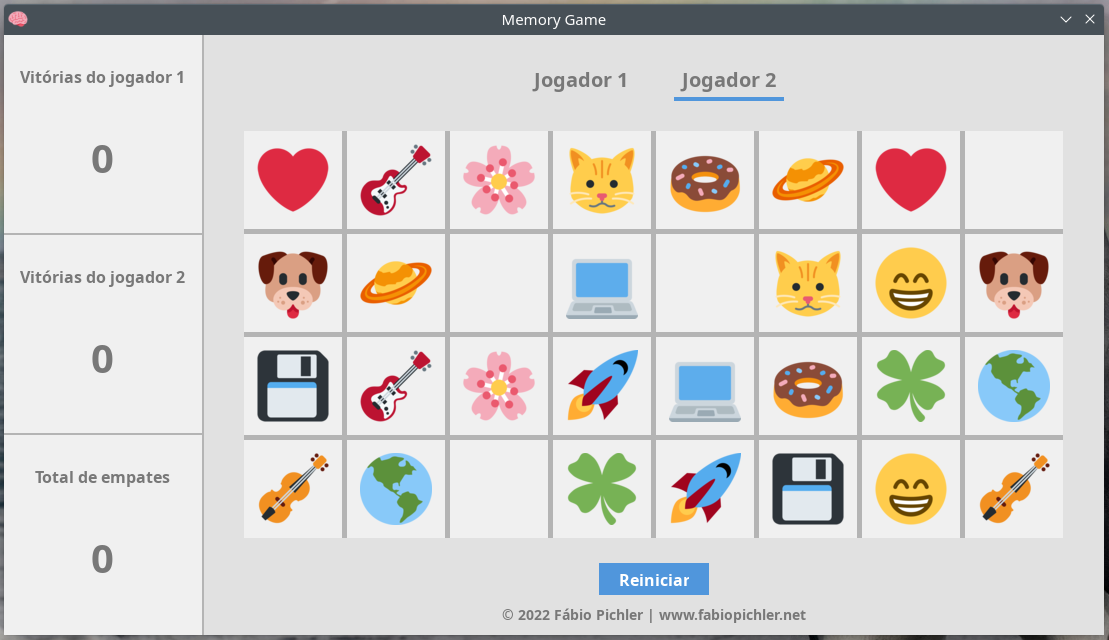 Memory Game
Vitórias do jogador 1
0
Vitórias do jogador 2
0
Total de empates
0
Jogador 1
Jogador 2
Reiniciar
© 2022 Fábio Pichler | www.fabiopichler.net